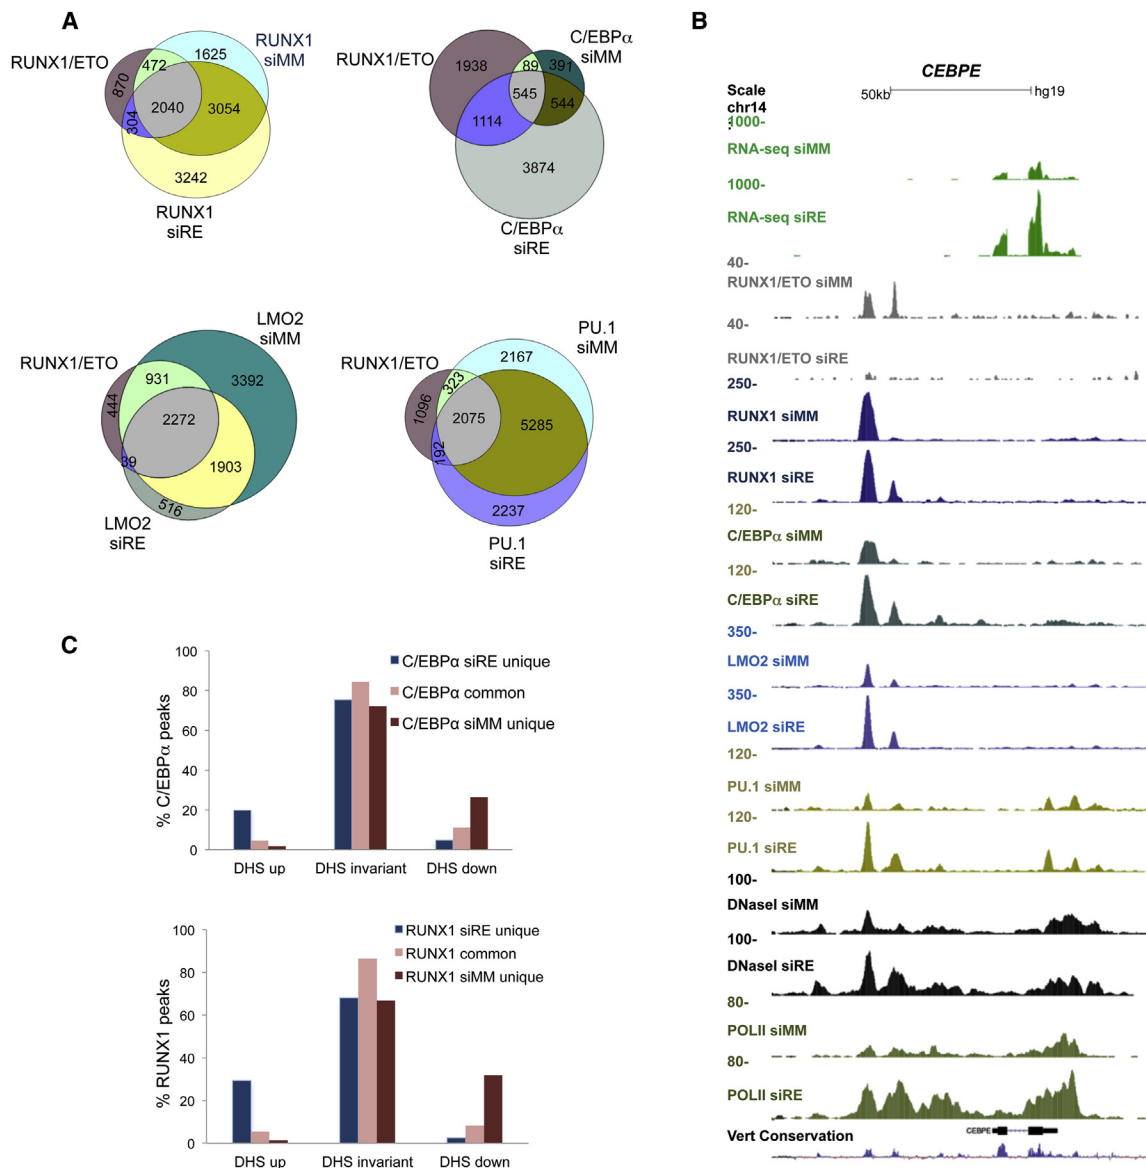 A
RUNX1/ETO
RUNX1
siMM
1625
472
870
2040
3054
304
3242
RUNX1
siRE
RUNX1/ETO
C/EBPα
siMM
1938
89
391
545
544
1114
3874
C/EBPα
siRE
LMO2
siMM
RUNX1/ETO
931
3392
444
2272
39
1903
516
LMO2
siRE
PU.1
siMM
RUNX1/ETO
2167
323
1096
2075
5285
192
2237
PU.1
siRE
B
CEBPE
Scale
50kb
hg19
chr14
:
1000-
RNA-seq siMM
1000-
RNA-seq siRE
40-
RUNX1/ETO siMM
40-
RUNX1/ETO siRE
250-
RUNX1 siMM
250-
RUNX1 siRE
120-
C/EBPα siMM
120-
C/EBPα siRE
350-
LMO2 siMM
350-
LMO2 siRE
120-
PU.1 siMM
120-
PU.1 siRE
100-
DNaseI siMM
100-
DNaseI siRE
80-
POLII siMM
80-
POLII siRE
CEBPE
Vert Conservation
C
% C/EBPα peaks
100
80
60
40
20
0
C/EBPα siRE unique
C/EBPα common
C/EBPα siMM unique
DHS up
DHS invariant
DHS down
% RUNX1 peaks
100
80
60
40
20
0
RUNX1 siRE unique
RUNX1 common
RUNX1 siMM unique
DHS up
DHS invariant
DHS down